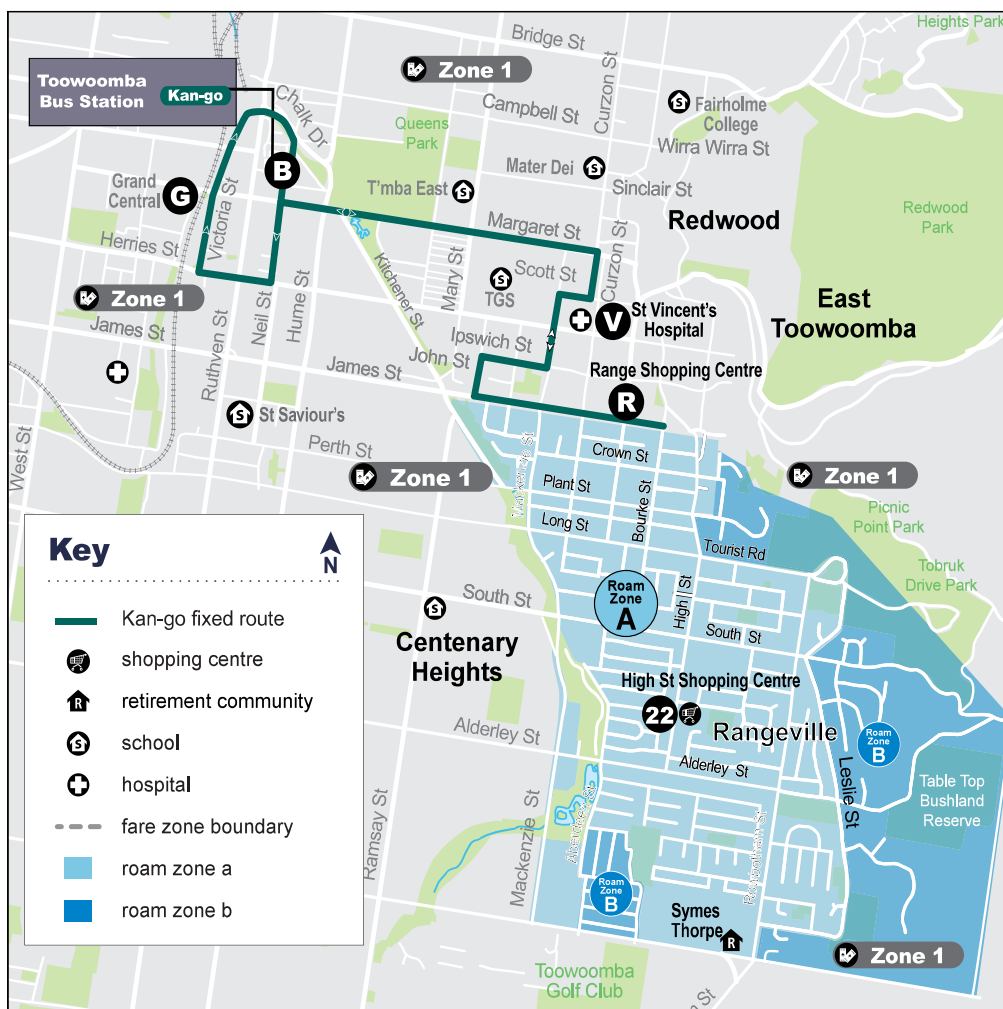 Heights Park
Bridge St
Toowoomba
Bus Station
Kan-go
Zone 1
Curzon St
Chalk Dr
Campbell St
Fairholme
College
Queens
Park
Wirra Wirra St
Mater Dei
B
Grand
Central
G
T'mba East
Sinclair St
Victoria St
Redwood
Redwood
Park
Margaret St
Herries St
Curzon St
Mary St
Scott St
TGS
Kitchener St
Zone 1
Neil St
Hume St
East
Toowoomba
V
St Vincent's
Hospital
James St
Ruthven St
Ipswich St
John St
James St
Range Shopping Centre
R
St Saviour's
West St
Perth St
Mackenzie St
Crown St
Zone 1
Zone 1
Plant St
Bourke St
Long St
Picnic
Point Park
Tourist Rd
Tobruk
Drive Park
Key
N
Kan-go fixed route
shopping centre
retirement community
school
hospital
fare zone boundary
roam zone a
roam zone b
South St
Roam
Zone
A
High St
South St
Centenary
Heights
High St Shopping Centre
22
Rangeville
Roam
Zone
B
Alderley St
Alderley St
Leslie St
Table Top
Bushland
Reserve
Ramsay St
Mackenzie St
Roam
Zone
B
Symes
Thorpe
R
Zone 1
Toowoomba
Golf Club